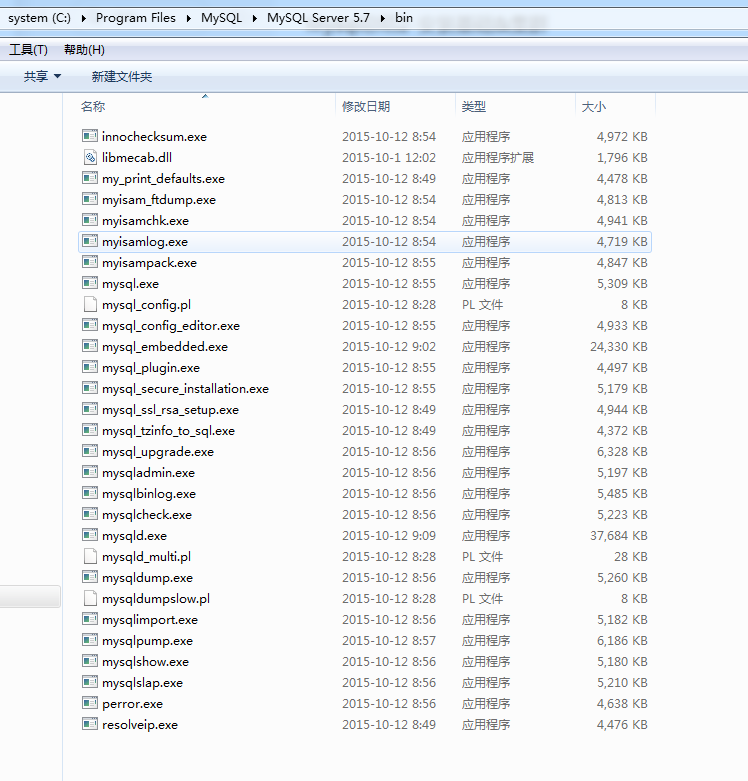 system (C:) Program Files MySQL MySQL Server 5.7 bin
工具(T) 帮助(H)
共享 新建文件夹
名称 修改日期 类型 大小
innochecksum.exe 2015-10-12 8:54 应用程序 4,972 KB
libmecab.dll 2015-10-1 12:02 应用程序扩展 1,796 KB
my_print_defaults.exe 2015-10-12 8:49 应用程序 4,478 KB
myisam_ftdump.exe 2015-10-12 8:54 应用程序 4,813 KB
myisamchk.exe 2015-10-12 8:54 应用程序 4,941 KB
myisamlog.exe 2015-10-12 8:54 应用程序 4,719 KB
myisampack.exe 2015-10-12 8:55 应用程序 4,847 KB
mysql.exe 2015-10-12 8:55 应用程序 5,309 KB
mysql_config.pl 2015-10-12 8:28 PL 文件 8 KB
mysql_config_editor.exe 2015-10-12 8:55 应用程序 4,933 KB
mysql_embedded.exe 2015-10-12 9:02 应用程序 24,330 KB
mysql_plugin.exe 2015-10-12 8:55 应用程序 4,497 KB
mysql_secure_installation.exe 2015-10-12 8:55 应用程序 5,179 KB
mysql_ssl_rsa_setup.exe 2015-10-12 8:49 应用程序 4,944 KB
mysql_tzinfo_to_sql.exe 2015-10-12 8:49 应用程序 4,372 KB
mysql_upgrade.exe 2015-10-12 8:56 应用程序 6,328 KB
mysqladmin.exe 2015-10-12 8:56 应用程序 5,197 KB
mysqlbinlog.exe 2015-10-12 8:56 应用程序 5,485 KB
mysqlcheck.exe 2015-10-12 8:56 应用程序 5,223 KB
mysqld.exe 2015-10-12 9:09 应用程序 37,684 KB
mysqld_multi.pl 2015-10-12 8:28 PL 文件 28 KB
mysqldump.exe 2015-10-12 8:56 应用程序 5,260 KB
mysqldumpslow.pl 2015-10-12 8:28 PL 文件 8 KB
mysqlimport.exe 2015-10-12 8:56 应用程序 5,182 KB
mysqlpump.exe 2015-10-12 8:57 应用程序 6,186 KB
mysqlshow.exe 2015-10-12 8:56 应用程序 5,180 KB
mysqlslap.exe 2015-10-12 8:56 应用程序 5,210 KB
perror.exe 2015-10-12 8:56 应用程序 4,638 KB
resolveip.exe 2015-10-12 8:49 应用程序 4,476 KB